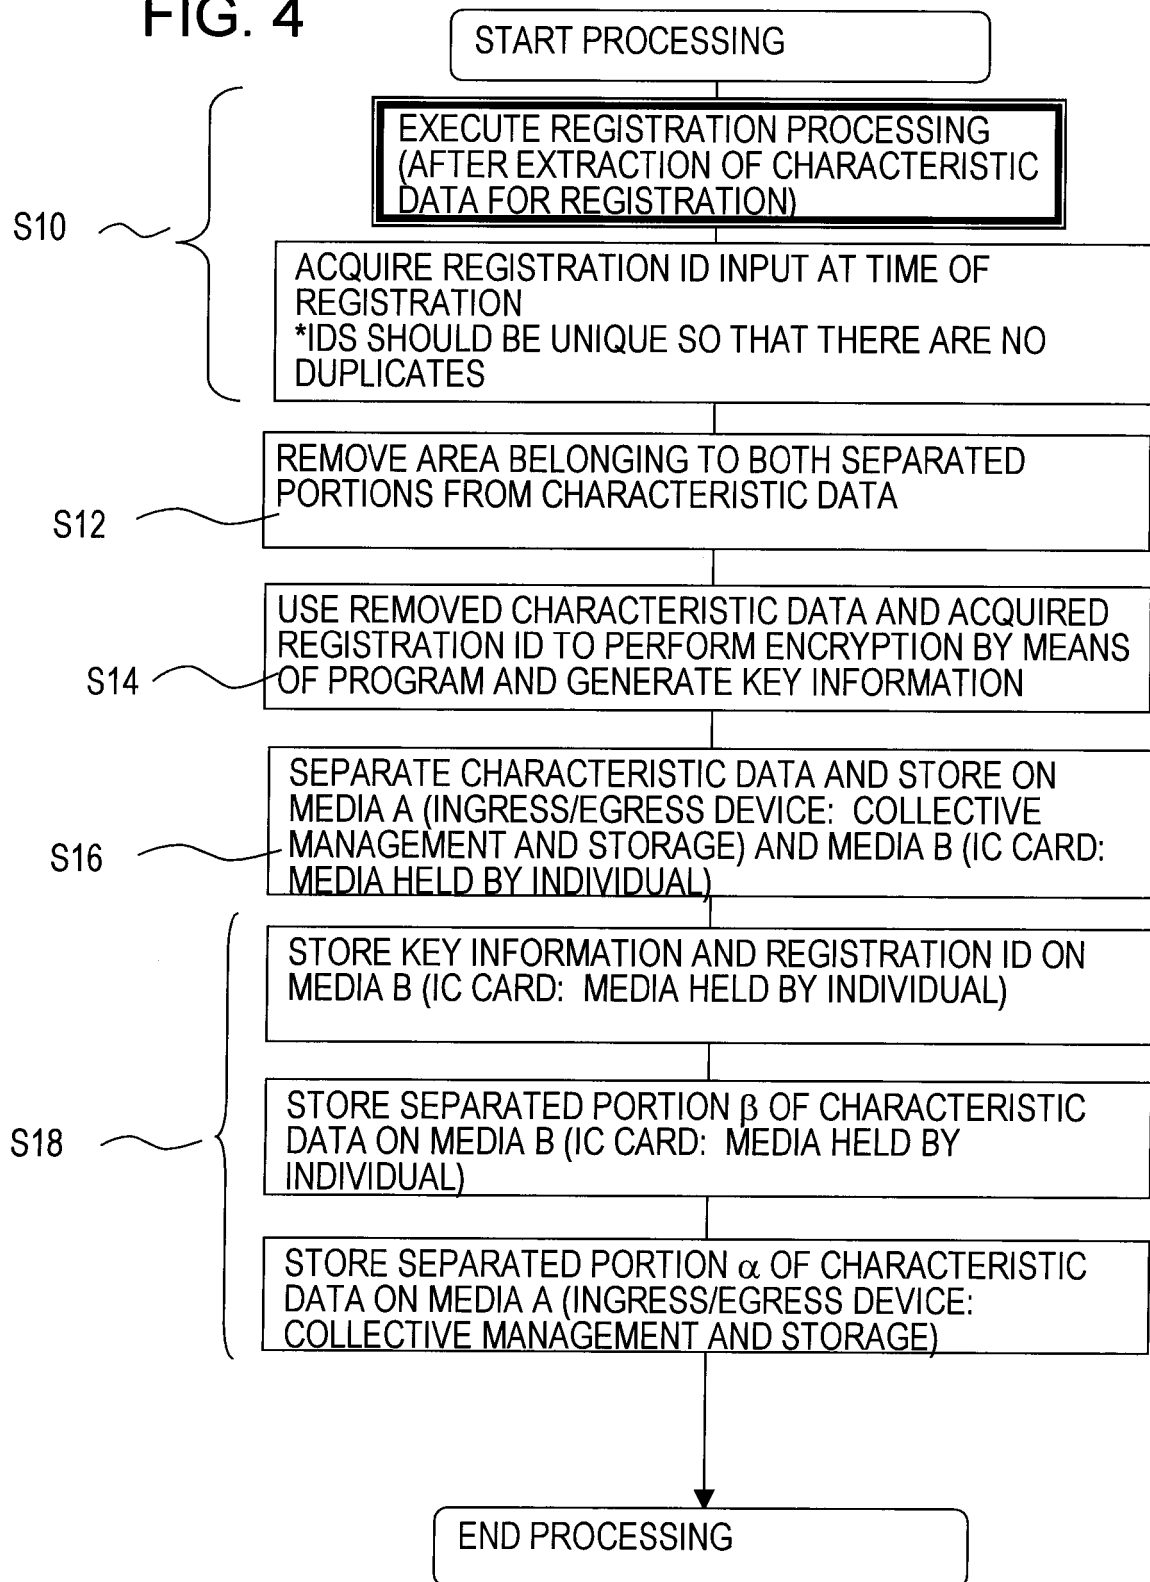 FIG. 4
START PROCESSING
EXECUTE REGISTRATION PROCESSING
(AFTER EXTRACTION OF CHARACTERISTIC
DATA FOR REGISTRATION)
S10
ACQUIRE REGISTRATION ID INPUT AT TIME OF
REGISTRATION
*IDS SHOULD BE UNIQUE SO THAT THERE ARE NO
DUPLICATES
REMOVE AREA BELONGING TO BOTH SEPARATED
PORTIONS FROM CHARACTERISTIC DATA
S12
USE REMOVED CHARACTERISTIC DATA AND ACQUIRED
REGISTRATION ID TO PERFORM ENCRYPTION BY MEANS
OF PROGRAM AND GENERATE KEY INFORMATION
S14
SEPARATE CHARACTERISTIC DATA AND STORE ON
MEDIA A (INGRESS/EGRESS DEVICE: COLLECTIVE
MANAGEMENT AND STORAGE) AND MEDIA B (IC CARD:
MEDIA HELD BY INDIVIDUAL)
S16
STORE KEY INFORMATION AND REGISTRATION ID ON
MEDIA B (IC CARD: MEDIA HELD BY INDIVIDUAL)
STORE SEPARATED PORTION β OF CHARACTERISTIC
DATA ON MEDIA B (IC CARD: MEDIA HELD BY
INDIVIDUAL)
S18
STORE SEPARATED PORTION α OF CHARACTERISTIC
DATA ON MEDIA A (INGRESS/EGRESS DEVICE:
COLLECTIVE MANAGEMENT AND STORAGE)
END PROCESSING